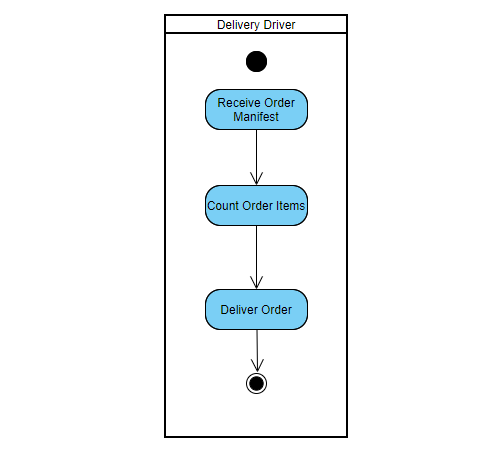 Delivery Driver
Receive Order
Manifest
Count Order Items
Deliver Order